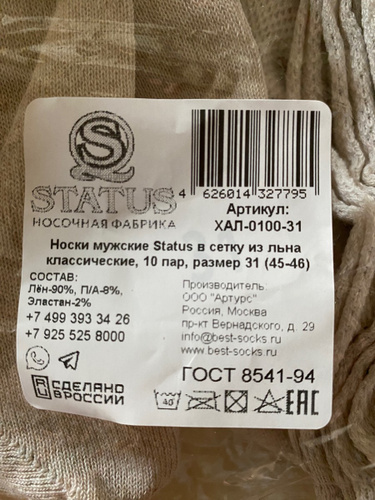 S
STATUS
НОСОЧНАЯ ФАБРИКА
4 626014 327795
Артикул:
ХАЛ-0100-31
Носки мужские Status в сетку из льна
классические, 10 пар, размер 31 (45-46)
СОСТАВ:
Лён-90%, П/А-8%,
Эластан-2%
+7 499 393 34 26
+7 925 525 8000
СДЕЛАНО
В РОССИИ
Производитель:
ООО "Артурс"
Россия, Москва
пр-кт Вернадского, д. 29
info@best-socks.ru
www.best-socks.ru
ГОСТ 8541-94
40
EAC